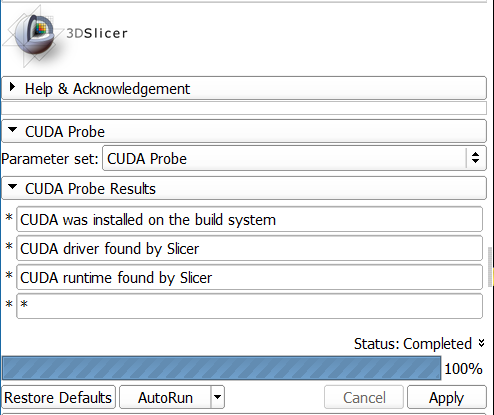 3DSlicer
Help & Acknowledgement
CUDA Probe
Parameter set: CUDA Probe
CUDA Probe Results
* CUDA was installed on the build system
* CUDA driver found by Slicer
* CUDA runtime found by Slicer
* *
Status: Completed
100%
Restore Defaults AutoRun Cancel Apply